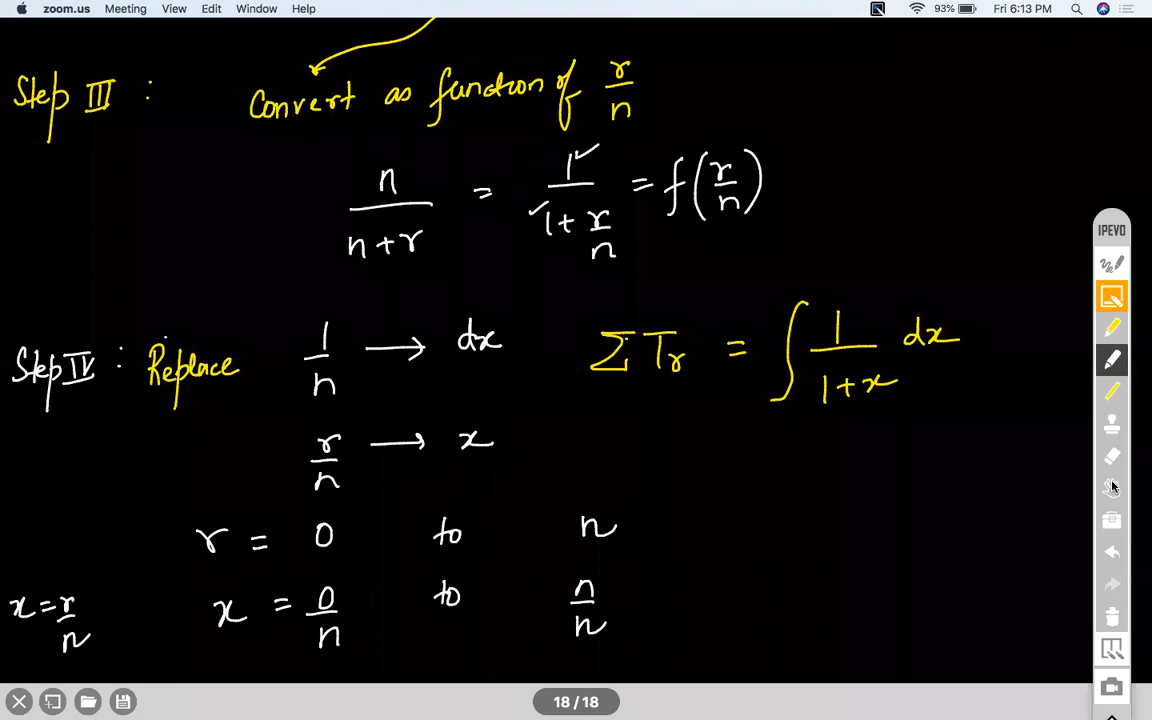 zoom.us Meeting View Edit Window Help 93% Fri 6:13 PM
Step III : Convert as function of r/n
n/(n+r) = 1/(1+r/n) = f(r/n)
IPEVO
Step IV : Replace 1/n → dx ΣTr = ∫ 1/(1+x) dx
r/n → x
r = 0 to n
x = r/n x = 0/n to n/n
18 / 18